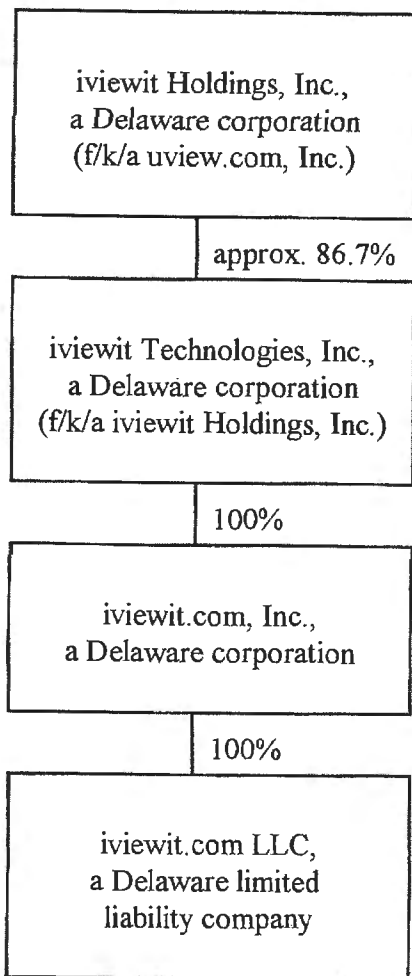 iviewit Holdings, Inc.,
a Delaware corporation
(f/k/a uview.com, Inc.)
approx. 86.7%
iviewit Technologies, Inc.,
a Delaware corporation
(f/k/a iviewit Holdings, Inc.)
100%
iviewit.com, Inc.,
a Delaware corporation
100%
iviewit.com LLC,
a Delaware limited
liability company